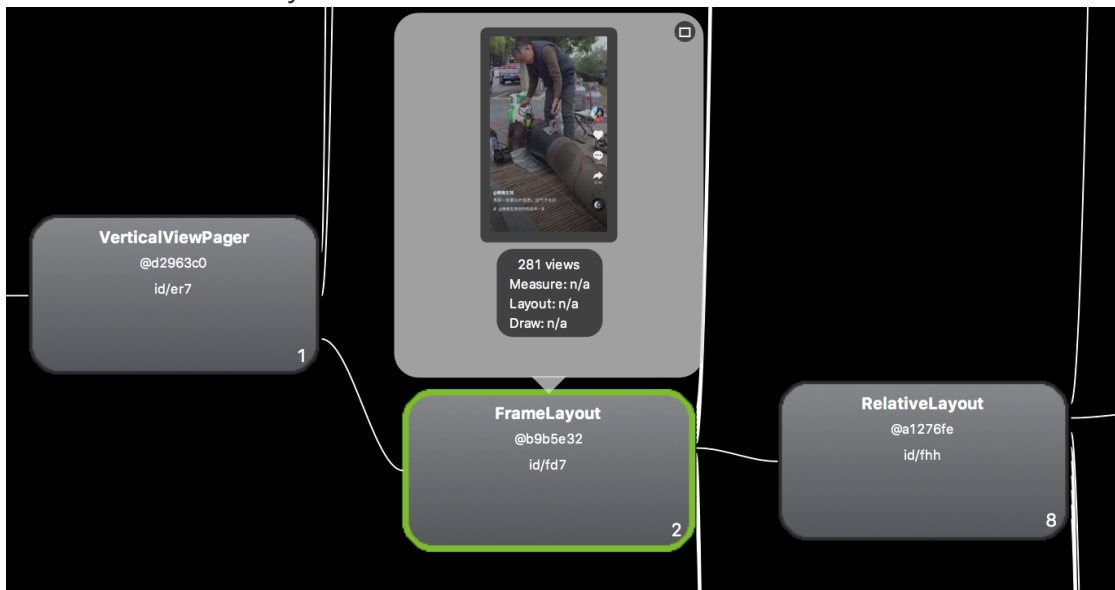 VerticalViewPager
@d2963c0
id/er7
1
281 views
Measure: n/a
Layout: n/a
Draw: n/a
FrameLayout
@b9b5e32
id/fd7
2
RelativeLayout
@a1276fe
id/fhh
8